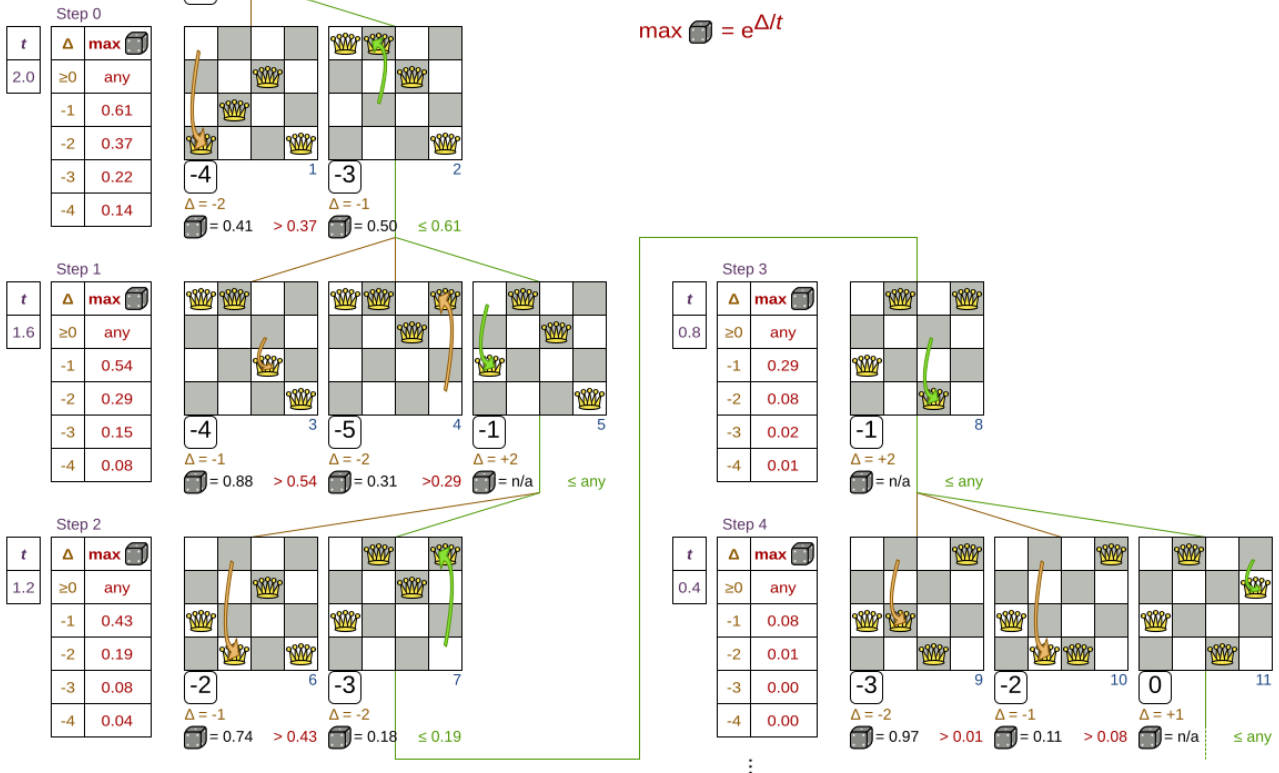 max = e^Δ/t
Step 0
t
2.0
Δ max
≥0 any
-1 0.61
-2 0.37
-3 0.22
-4 0.14
-4 1
Δ = -2
= 0.41 > 0.37
-3 2
Δ = -1
= 0.50 ≤ 0.61
Step 1
t
1.6
Δ max
≥0 any
-1 0.54
-2 0.29
-3 0.15
-4 0.08
-4 3
Δ = -1
= 0.88 > 0.54
-5 4
Δ = -2
= 0.31 >0.29
-1 5
Δ = +2
= n/a ≤ any
Step 2
t
1.2
Δ max
≥0 any
-1 0.43
-2 0.19
-3 0.08
-4 0.04
-2 6
Δ = -1
= 0.74 > 0.43
-3 7
Δ = -2
= 0.18 ≤ 0.19
Step 3
t
0.8
Δ max
≥0 any
-1 0.29
-2 0.08
-3 0.02
-4 0.01
-1 8
Δ = +2
= n/a ≤ any
Step 4
t
0.4
Δ max
≥0 any
-1 0.08
-2 0.01
-3 0.00
-4 0.00
-3 9
Δ = -2
= 0.97 > 0.01
-2 10
Δ = -1
= 0.11 > 0.08
0 11
Δ = +1
= n/a ≤ any
⋮